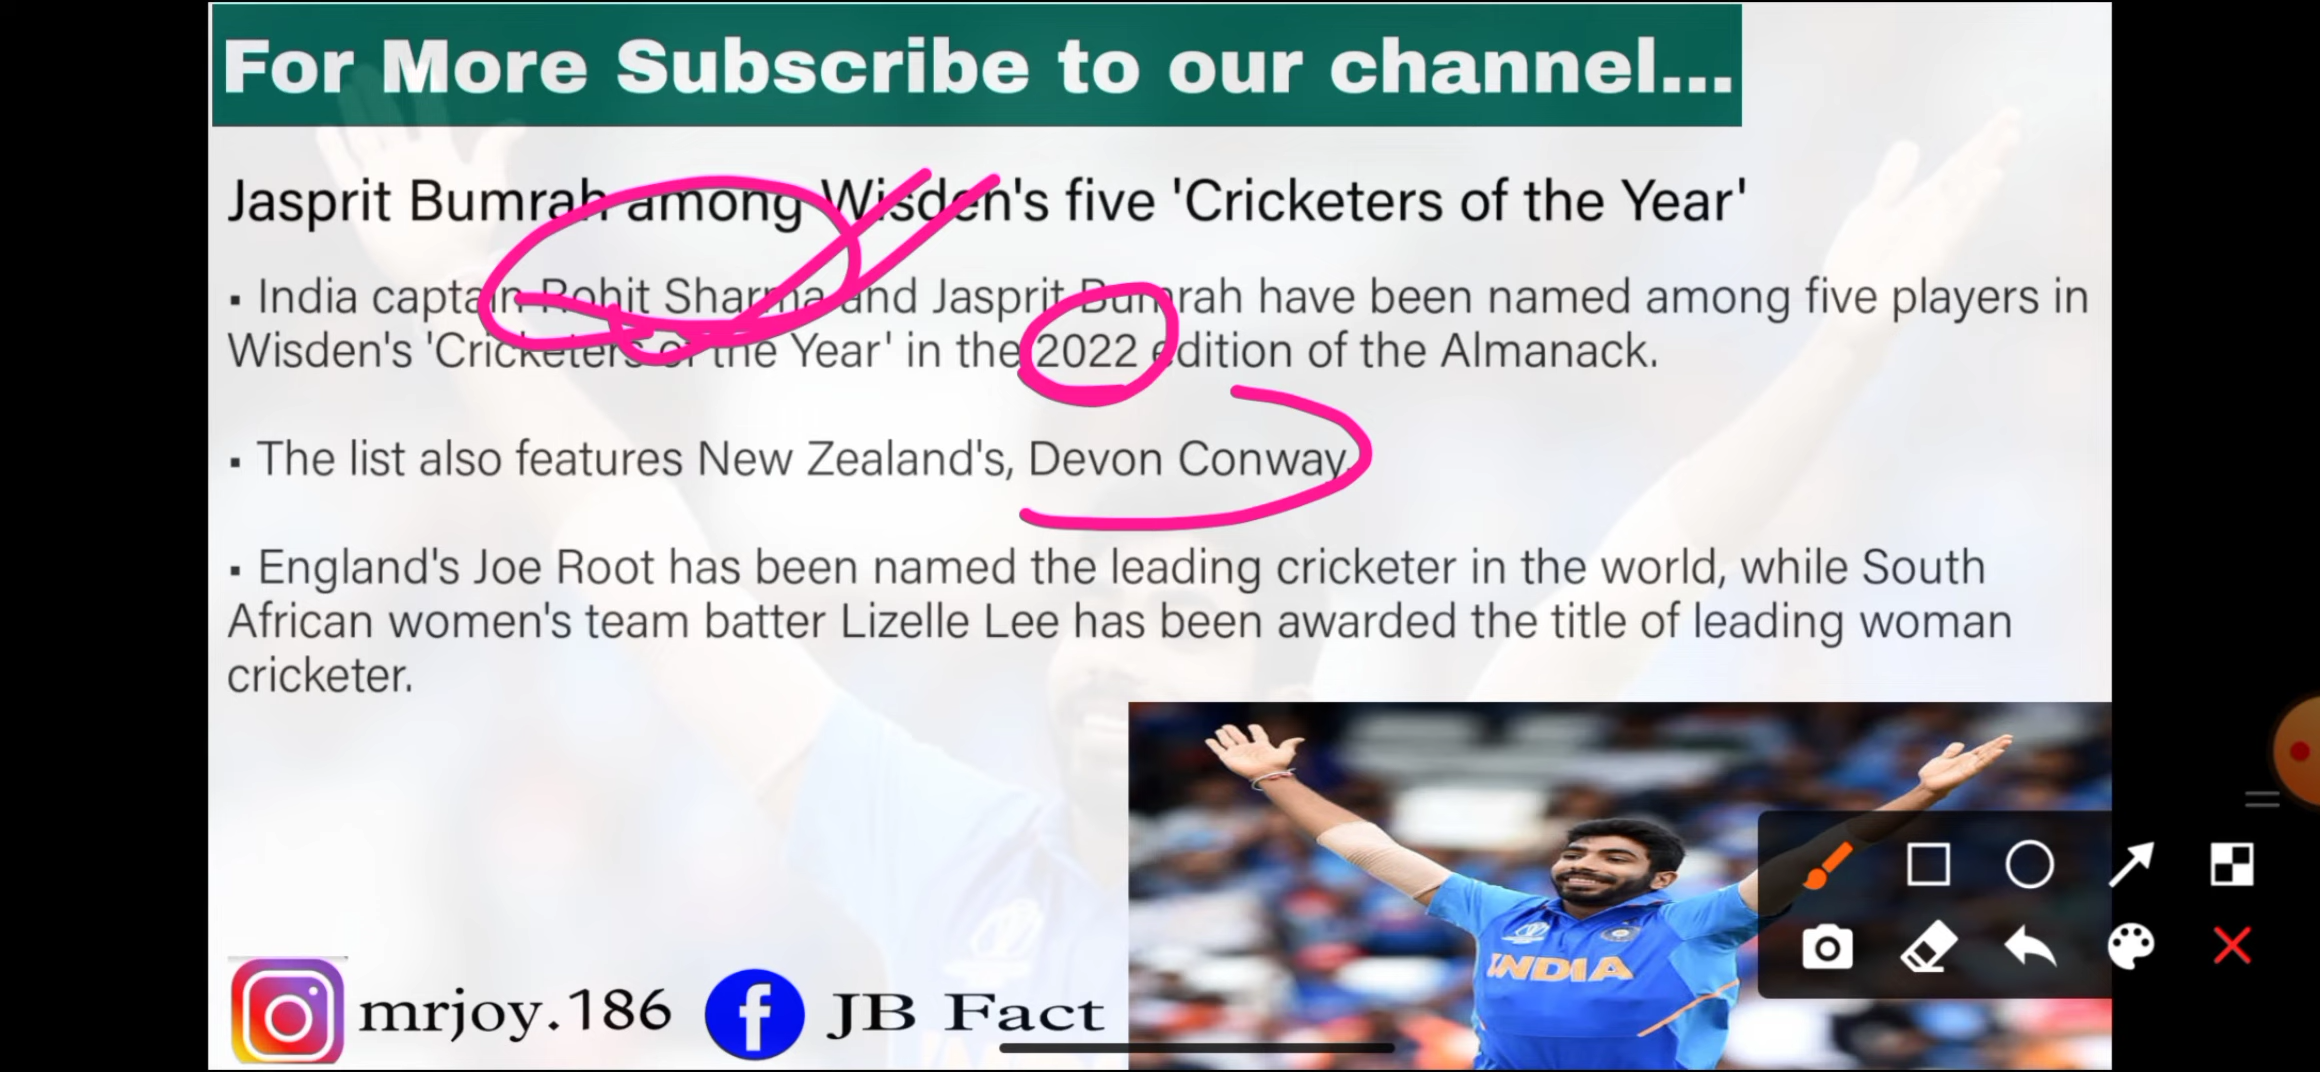 For More Subscribe to our channel...
Jasprit Bumrah among Wisden's five 'Cricketers of the Year'
▪ India captain Rohit Sharma and Jasprit Bumrah have been named among five players in
Wisden's 'Cricketers of the Year' in the 2022 edition of the Almanack.
▪ The list also features New Zealand's, Devon Conway.
▪ England's Joe Root has been named the leading cricketer in the world, while South
African women's team batter Lizelle Lee has been awarded the title of leading woman
cricketer.
INDIA
mrjoy.186 JB Fact